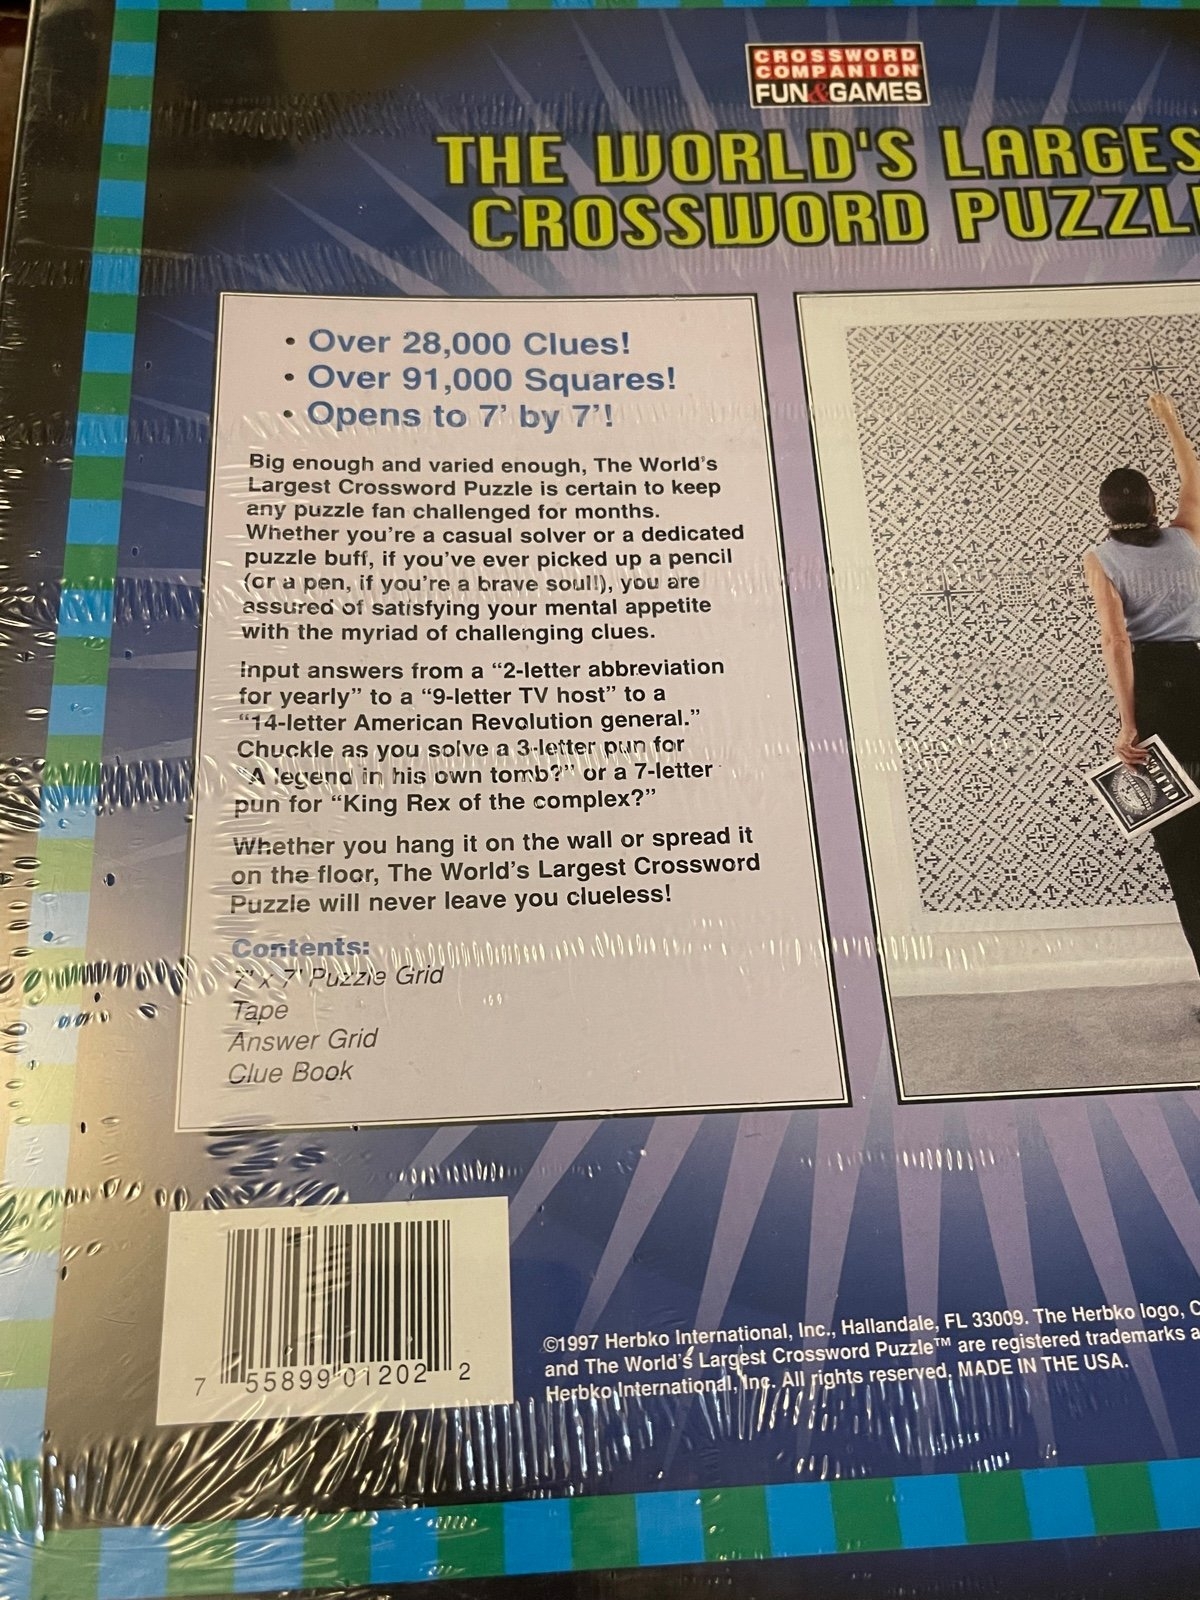 CROSSWORD
COMPANION
FUN&GAMES
THE WORLD'S LARGES
CROSSWORD PUZZL
• Over 28,000 Clues!
• Over 91,000 Squares!
• Opens to 7' by 7'!
Big enough and varied enough, The World's
Largest Crossword Puzzle is certain to keep
any puzzle fan challenged for months.
Whether you're a casual solver or a dedicated
puzzle buff, if you've ever picked up a pencil
(or a pen, if you're a brave soul!), you are
assured of satisfying your mental appetite
with the myriad of challenging clues.
Input answers from a “2-letter abbreviation
for yearly” to a “9-letter TV host” to a
“14-letter American Revolution general.”
Chuckle as you solve a 3-letter pun for
“A legend in his own tomb?” or a 7-letter
pun for “King Rex of the complex?”
Whether you hang it on the wall or spread it
on the floor, The World's Largest Crossword
Puzzle will never leave you clueless!
Contents:
7' x 7' Puzzle Grid
Tape
Answer Grid
Clue Book
7 55899 01202 2
©1997 Herbko International, Inc., Hallandale, FL 33009. The Herbko logo, C
and The World's Largest Crossword Puzzle™ are registered trademarks a
Herbko International, Inc. All rights reserved. MADE IN THE USA.